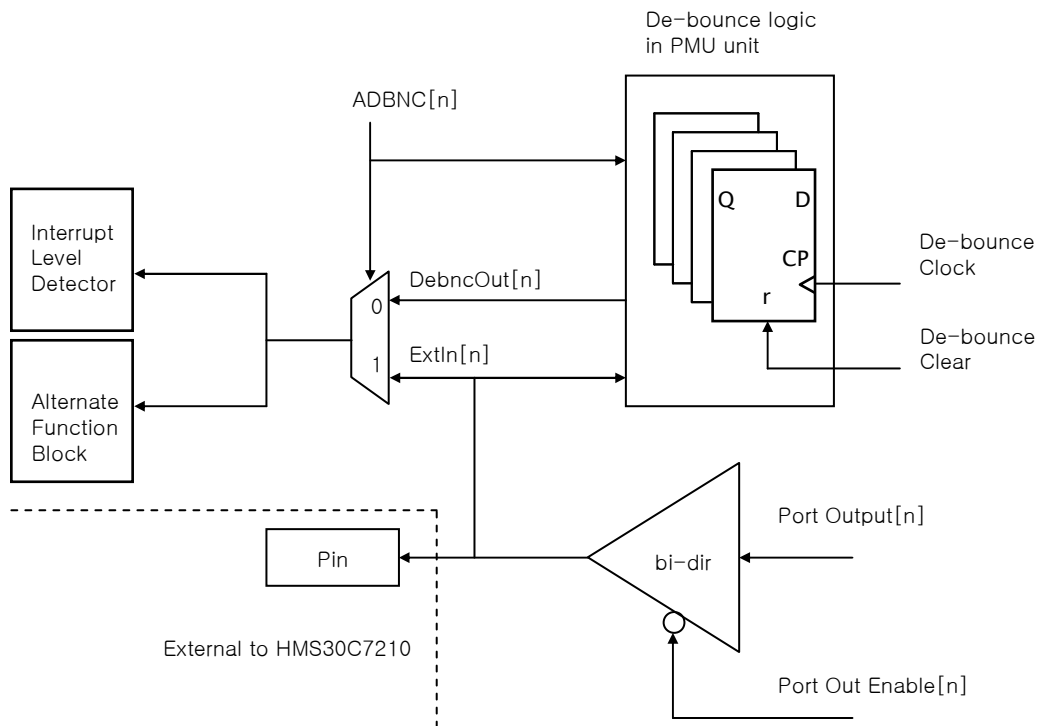 De-bounce logic
in PMU unit
ADBNC[n]
Q D
CP
r
De-bounce
Clock
De-bounce
Clear
Interrupt
Level
Detector
DebncOut[n]
0
ExtIn[n]
1
Alternate
Function
Block
Port Output[n]
Pin
bi-dir
External to HMS30C7210
Port Out Enable[n]